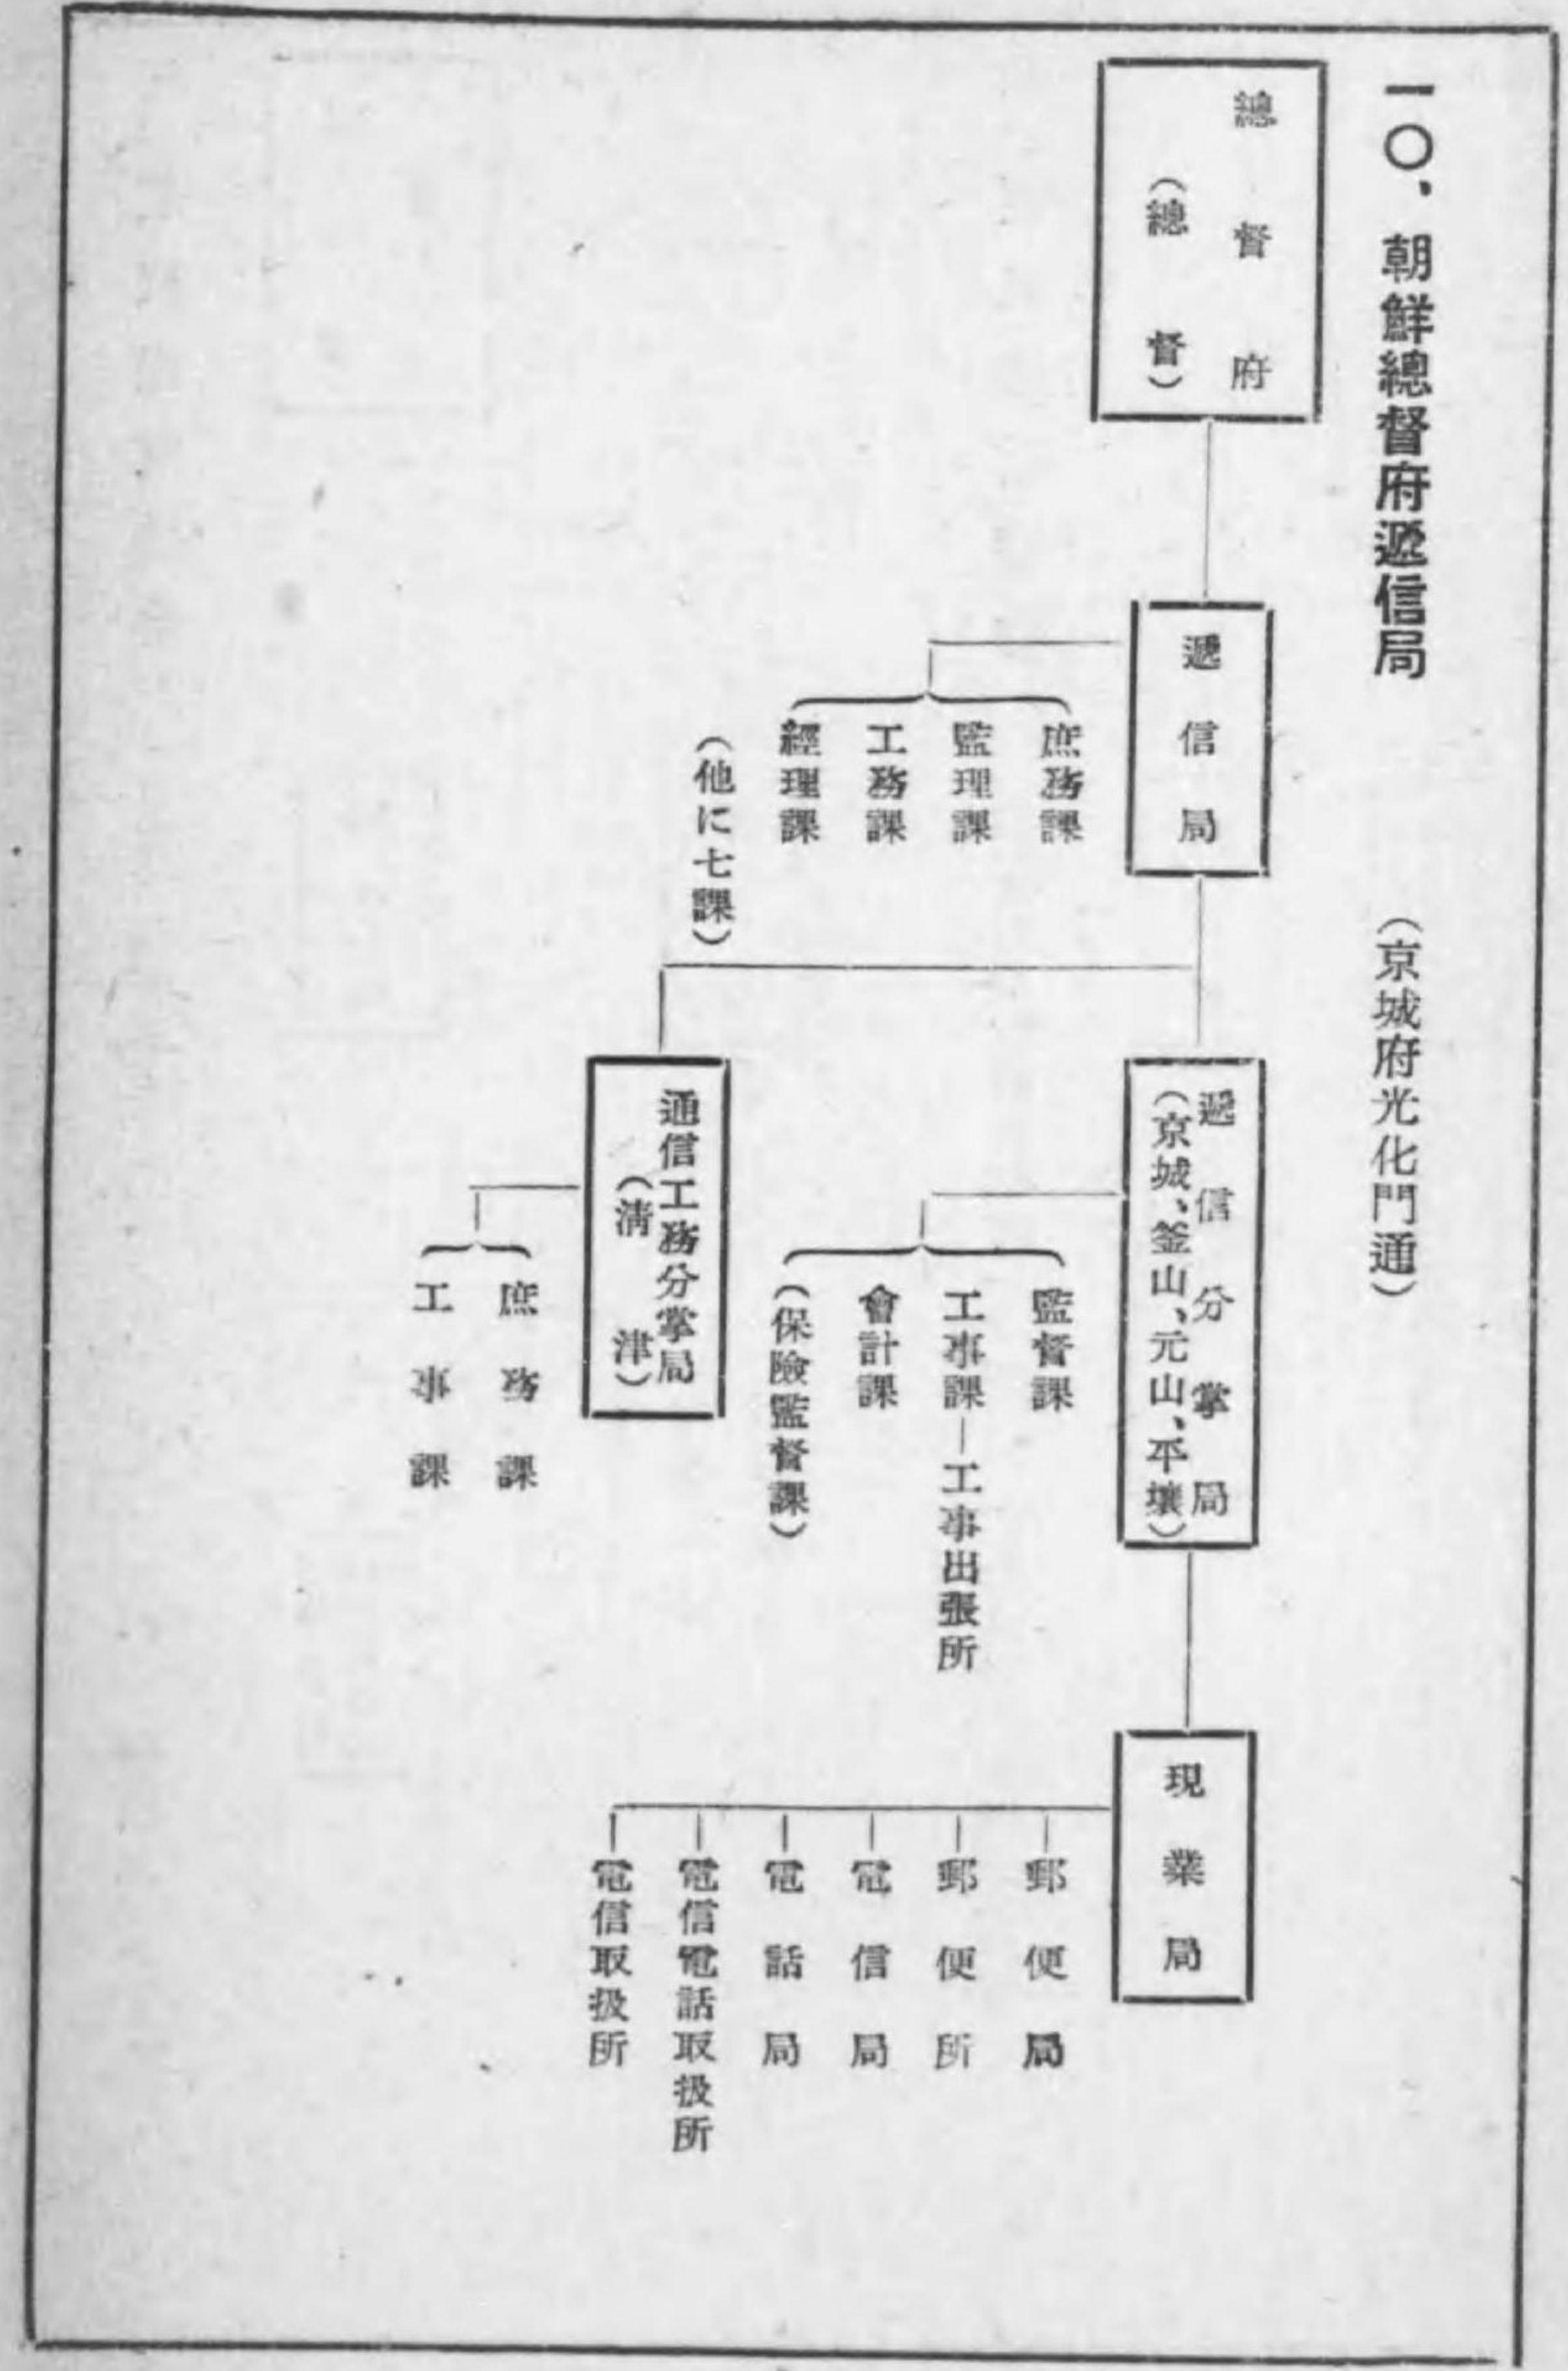 一〇、朝鮮總督府遞信局
（京城府光化門通）
總督府
（總督）
遞信局
庶務課
監理課
工務課
經理課
（他に七課）
遞信分掌局
（京城、釜山、元山、平壤）
監督課
工事課―工事出張所
會計課
（保險監督課）
通信工務分掌局
（淸津）
庶務課
工事課
現業局
郵便局
郵便所
電信局
電話局
電信電話取扱所
電信取扱所